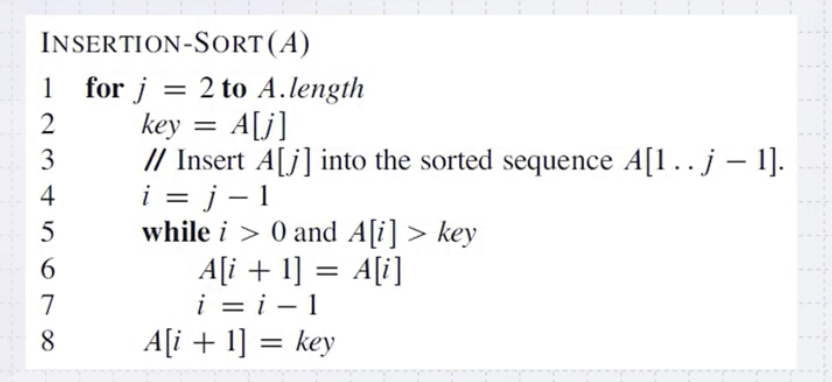 INSERTION-SORT(A)
1 for j = 2 to A.length
2 key = A[j]
3 // Insert A[j] into the sorted sequence A[1 . . j − 1].
4 i = j − 1
5 while i > 0 and A[i] > key
6 A[i + 1] = A[i]
7 i = i − 1
8 A[i + 1] = key